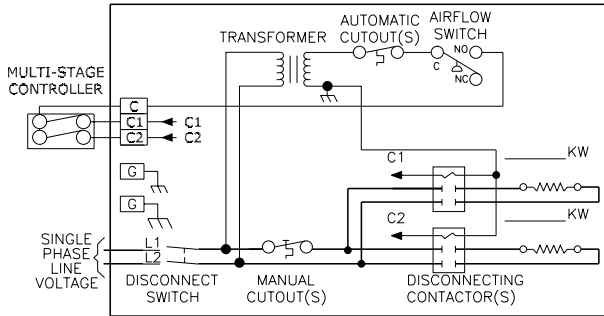 AUTOMATIC
CUTOUT(S)
AIRFLOW
SWITCH
TRANSFORMER
NO
C
NC
MULTI-STAGE
CONTROLLER
C
C1
C1
C2
C2
G
G
C1
KW
C2
KW
SINGLE
PHASE
LINE
VOLTAGE
L1
L2
DISCONNECT
SWITCH
MANUAL
CUTOUT(S)
DISCONNECTING
CONTACTOR(S)